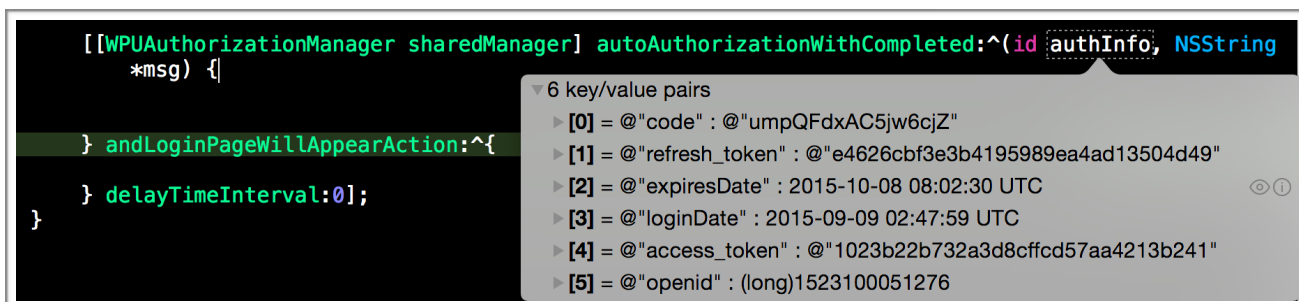 [[WPUAuthorizationManager sharedManager] autoAuthorizationWithCompleted:^(id authInfo, NSString
*msg) {
6 key/value pairs
[0] = @"code" : @"umpQFdxAC5jw6cjZ"
} andLoginPageWillAppearAction:^{
[1] = @"refresh_token" : @"e4626cbf3e3b4195989ea4ad13504d49"
[2] = @"expiresDate" : 2015-10-08 08:02:30 UTC
} delayTimeInterval:0];
[3] = @"loginDate" : 2015-09-09 02:47:59 UTC
}
[4] = @"access_token" : @"1023b22b732a3d8cffcd57aa4213b241"
[5] = @"openid" : (long)1523100051276